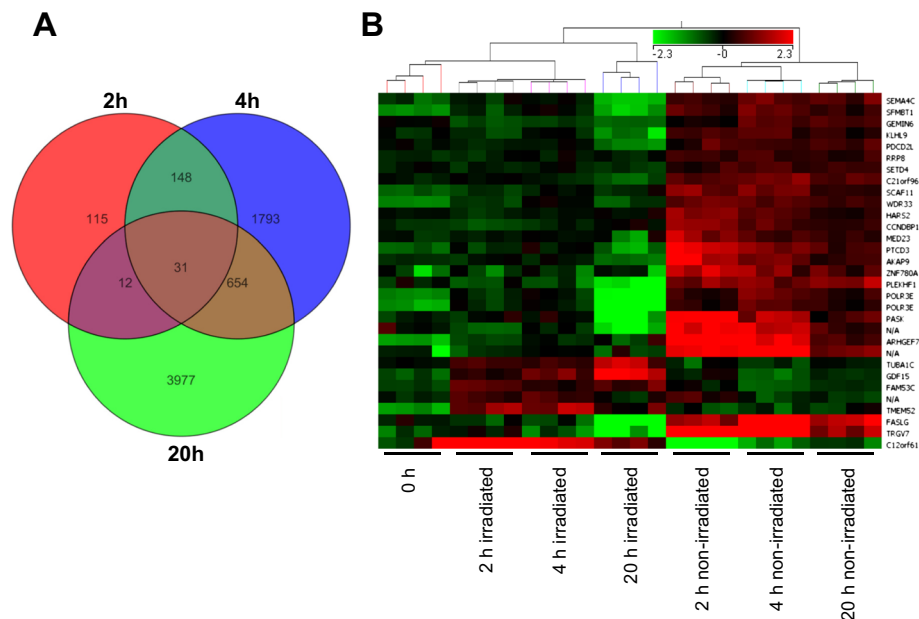 A
B
2h
4h
115
148
1793
31
12
654
3977
20h
-2.3
-0
2.3
SEMA4C
SFMBT1
GEMIN6
KLHL9
PDCD2L
RRP8
SETD4
C21orf96
SCAF11
WDR33
HARS2
CCNDBP1
MED23
PTCD3
AKAP9
ZNF780A
PLEKHF1
POLR3E
POLR3E
PASK
N/A
ARHGEF7
N/A
TUBA1C
GDF15
FAM53C
N/A
TMEM52
FASLG
TRGV7
C12orf61
0 h
2 h irradiated
4 h irradiated
20 h irradiated
2 h non-irradiated
4 h non-irradiated
20 h non-irradiated